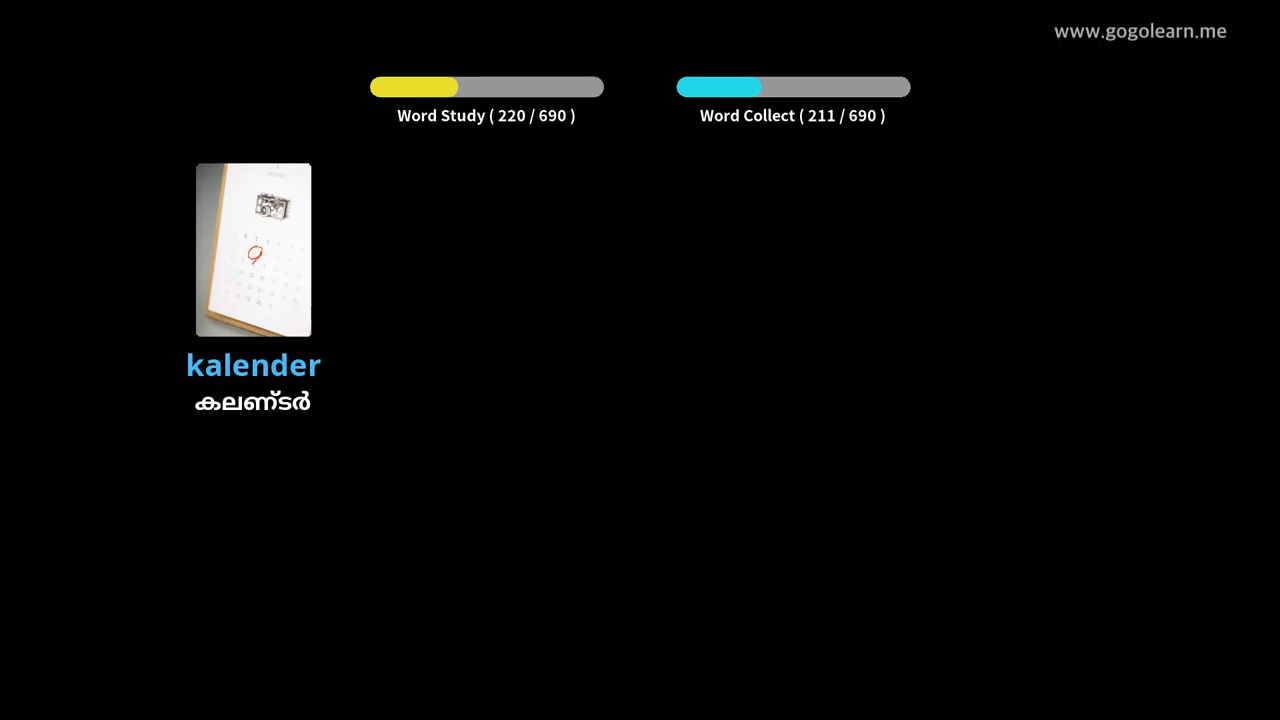 www.gogolearn.me
Word Study ( 220 / 690 )
Word Collect ( 211 / 690 )
kalender
കലണ്ടർ